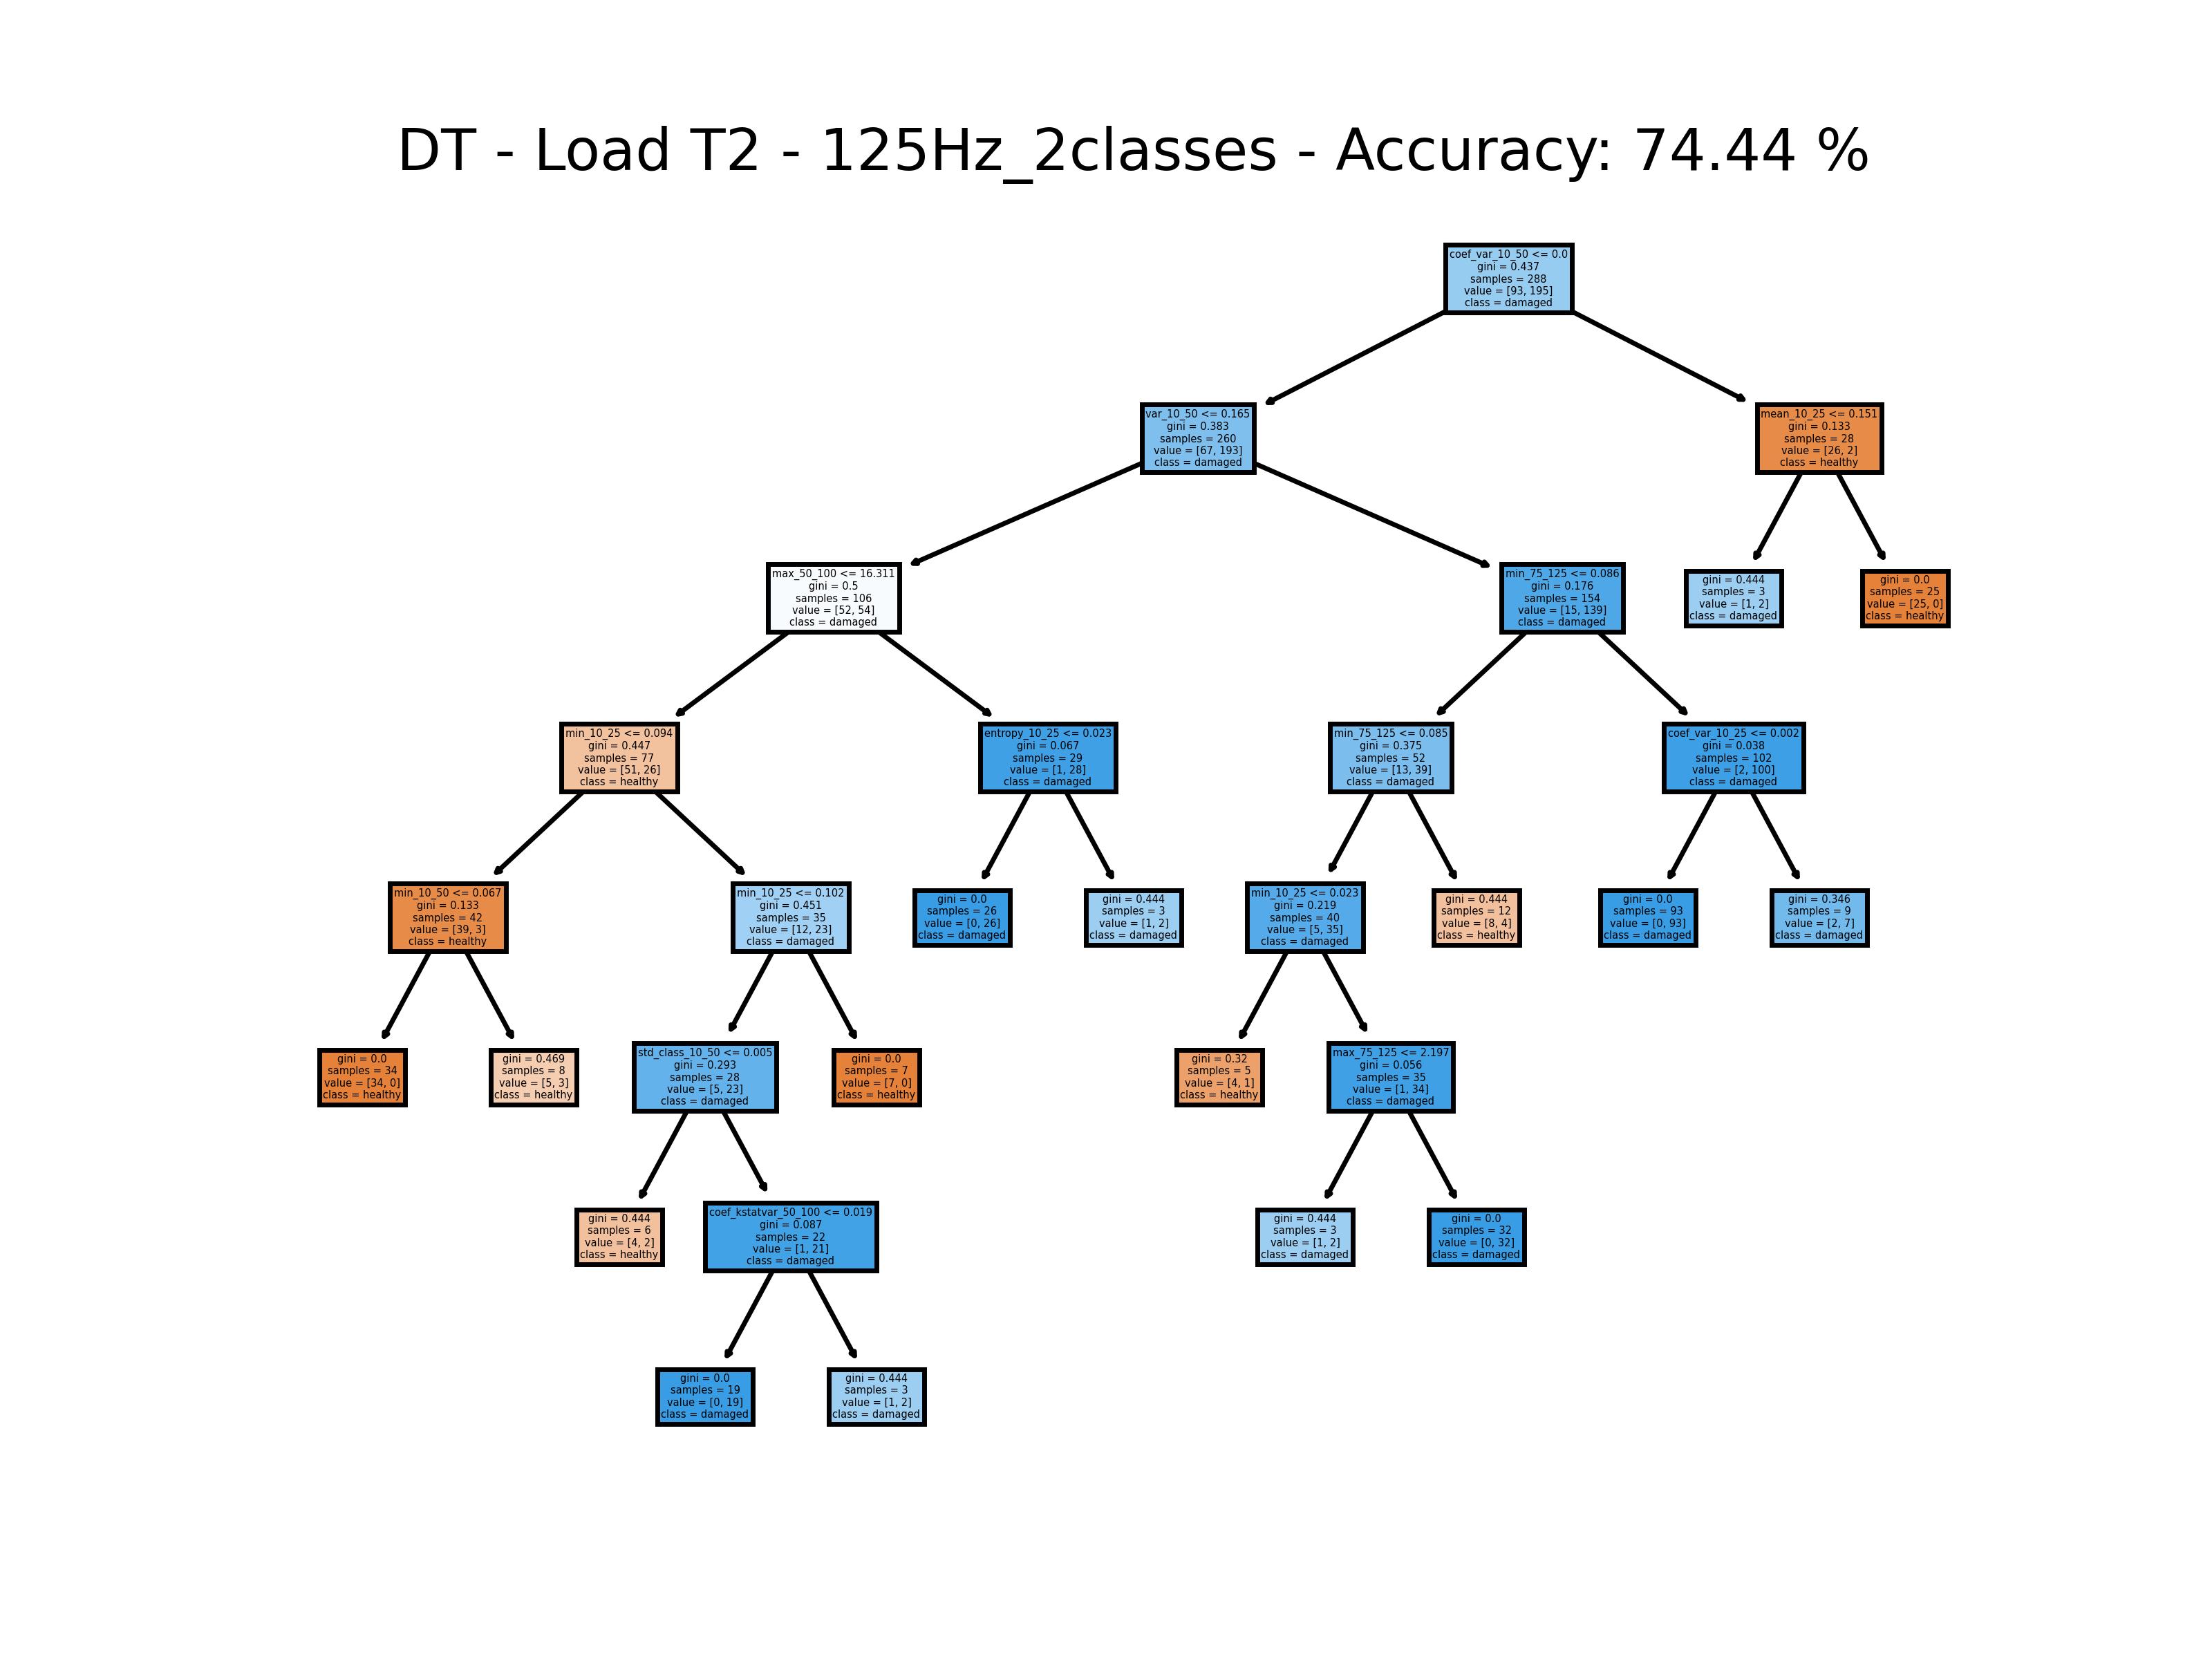 DT - Load T2 - 125Hz_2classes - Accuracy: 74.44 %
coef_var_10_50 <= 0.0
gini = 0.437
samples = 288
value = [93, 195]
class = damaged
var_10_50 <= 0.165
gini = 0.383
samples = 260
value = [67, 193]
class = damaged
mean_10_25 <= 0.151
gini = 0.133
samples = 28
value = [26, 2]
class = healthy
max_50_100 <= 16.311
gini = 0.5
samples = 106
value = [52, 54]
class = damaged
min_75_125 <= 0.086
gini = 0.176
samples = 154
value = [15, 139]
class = damaged
gini = 0.444
samples = 3
value = [1, 2]
class = damaged
gini = 0.0
samples = 25
value = [25, 0]
class = healthy
min_10_25 <= 0.094
gini = 0.447
samples = 77
value = [51, 26]
class = healthy
entropy_10_25 <= 0.023
gini = 0.067
samples = 29
value = [1, 28]
class = damaged
min_75_125 <= 0.085
gini = 0.375
samples = 52
value = [13, 39]
class = damaged
coef_var_10_25 <= 0.002
gini = 0.038
samples = 102
value = [2, 100]
class = damaged
min_10_50 <= 0.067
gini = 0.133
samples = 42
value = [39, 3]
class = healthy
min_10_25 <= 0.102
gini = 0.451
samples = 35
value = [12, 23]
class = damaged
gini = 0.0
samples = 26
value = [0, 26]
class = damaged
gini = 0.444
samples = 3
value = [1, 2]
class = damaged
min_10_25 <= 0.023
gini = 0.219
samples = 40
value = [5, 35]
class = damaged
gini = 0.444
samples = 12
value = [8, 4]
class = healthy
gini = 0.0
samples = 93
value = [0, 93]
class = damaged
gini = 0.346
samples = 9
value = [2, 7]
class = damaged
gini = 0.0
samples = 34
value = [34, 0]
class = healthy
gini = 0.469
samples = 8
value = [5, 3]
class = healthy
std_class_10_50 <= 0.005
gini = 0.293
samples = 28
value = [5, 23]
class = damaged
gini = 0.0
samples = 7
value = [7, 0]
class = healthy
gini = 0.32
samples = 5
value = [4, 1]
class = healthy
max_75_125 <= 2.197
gini = 0.056
samples = 35
value = [1, 34]
class = damaged
gini = 0.444
samples = 6
value = [4, 2]
class = healthy
coef_kstatvar_50_100 <= 0.019
gini = 0.087
samples = 22
value = [1, 21]
class = damaged
gini = 0.444
samples = 3
value = [1, 2]
class = damaged
gini = 0.0
samples = 32
value = [0, 32]
class = damaged
gini = 0.0
samples = 19
value = [0, 19]
class = damaged
gini = 0.444
samples = 3
value = [1, 2]
class = damaged